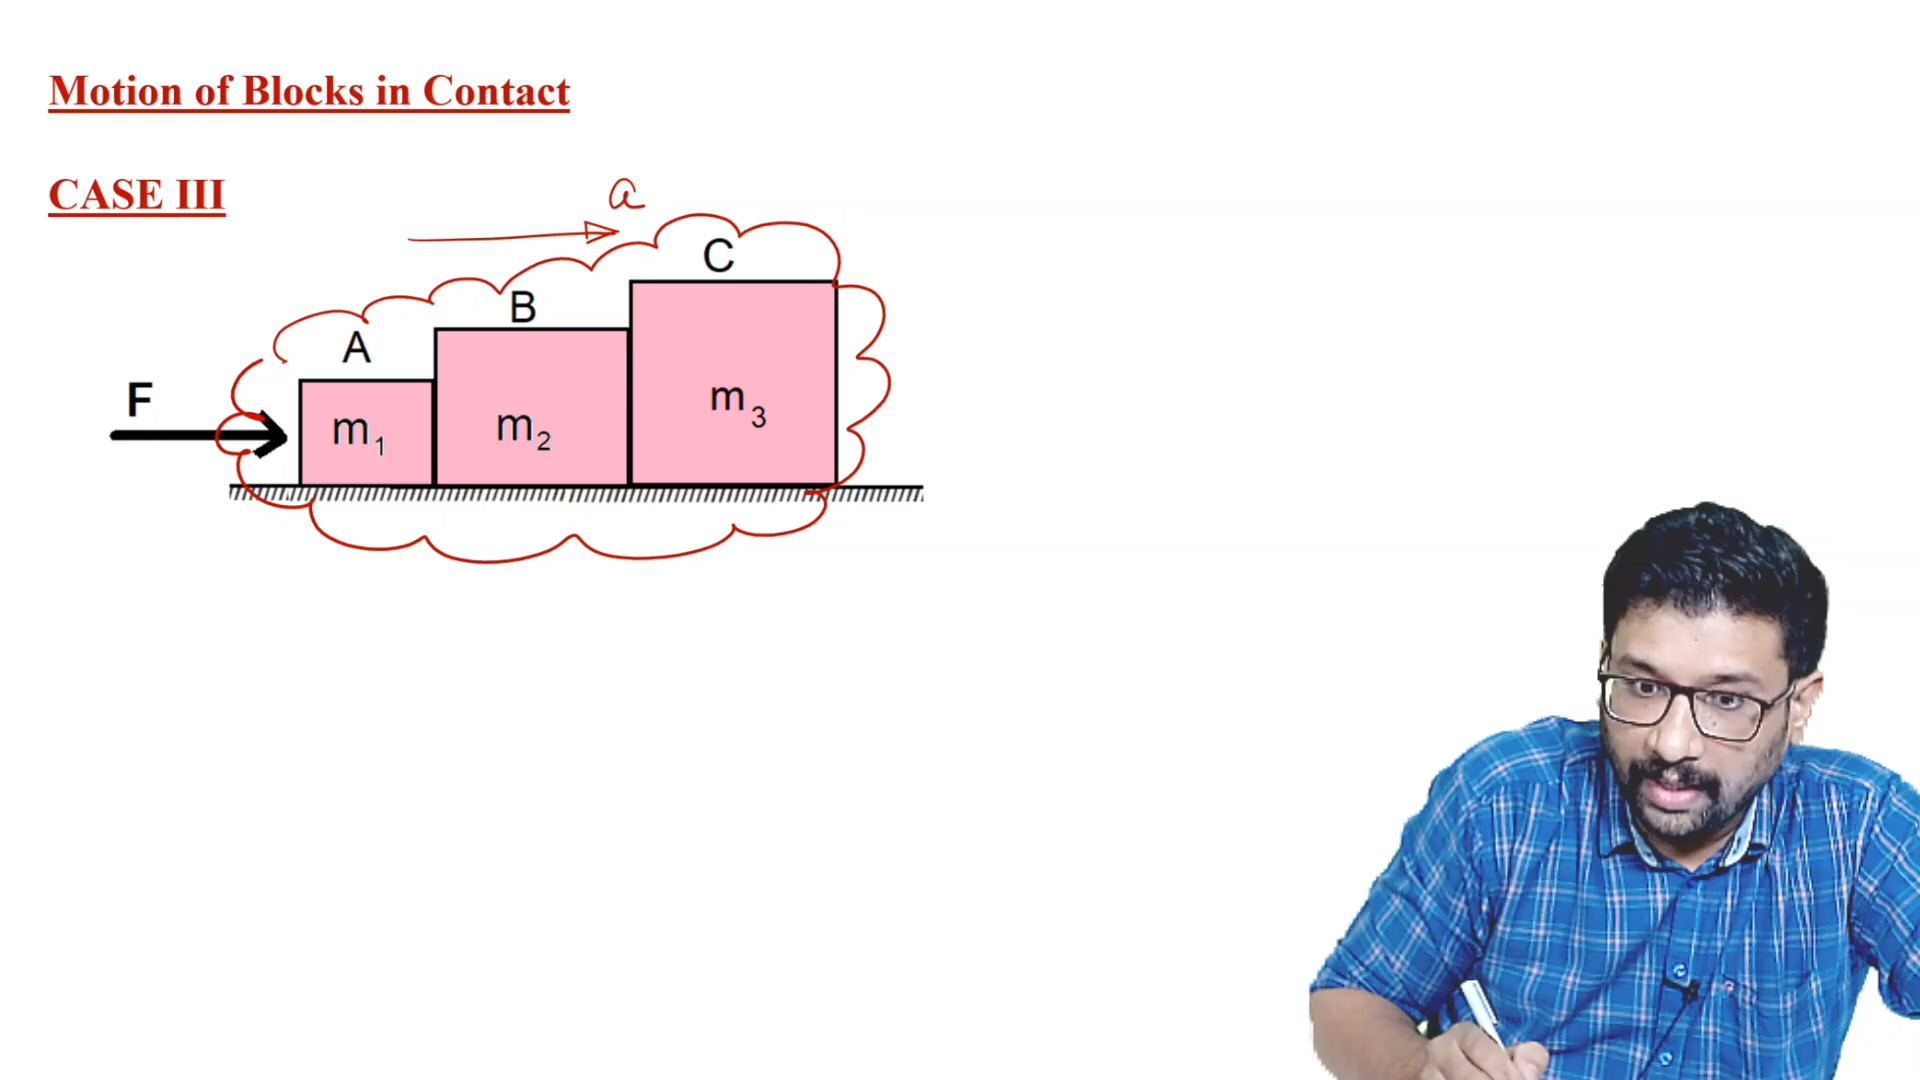 Motion of Blocks in Contact
CASE III
a
C
B
A
F
m₁
m₂
m₃